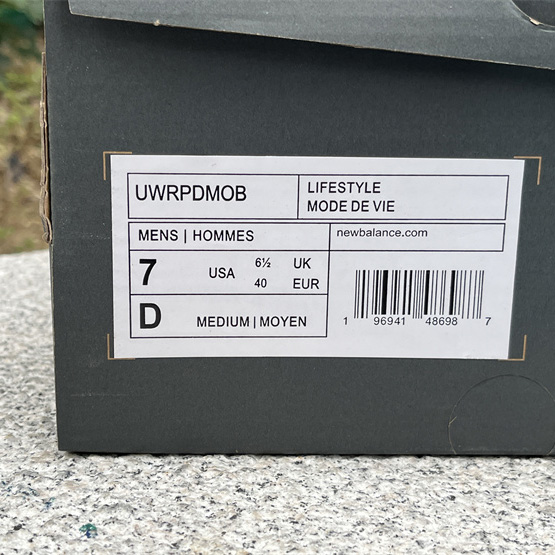 UWRPDMOB
LIFESTYLE
MODE DE VIE
MENS | HOMMES
newbalance.com
7 USA 6½ UK
40 EUR
D MEDIUM | MOYEN
1 96941 48698 7